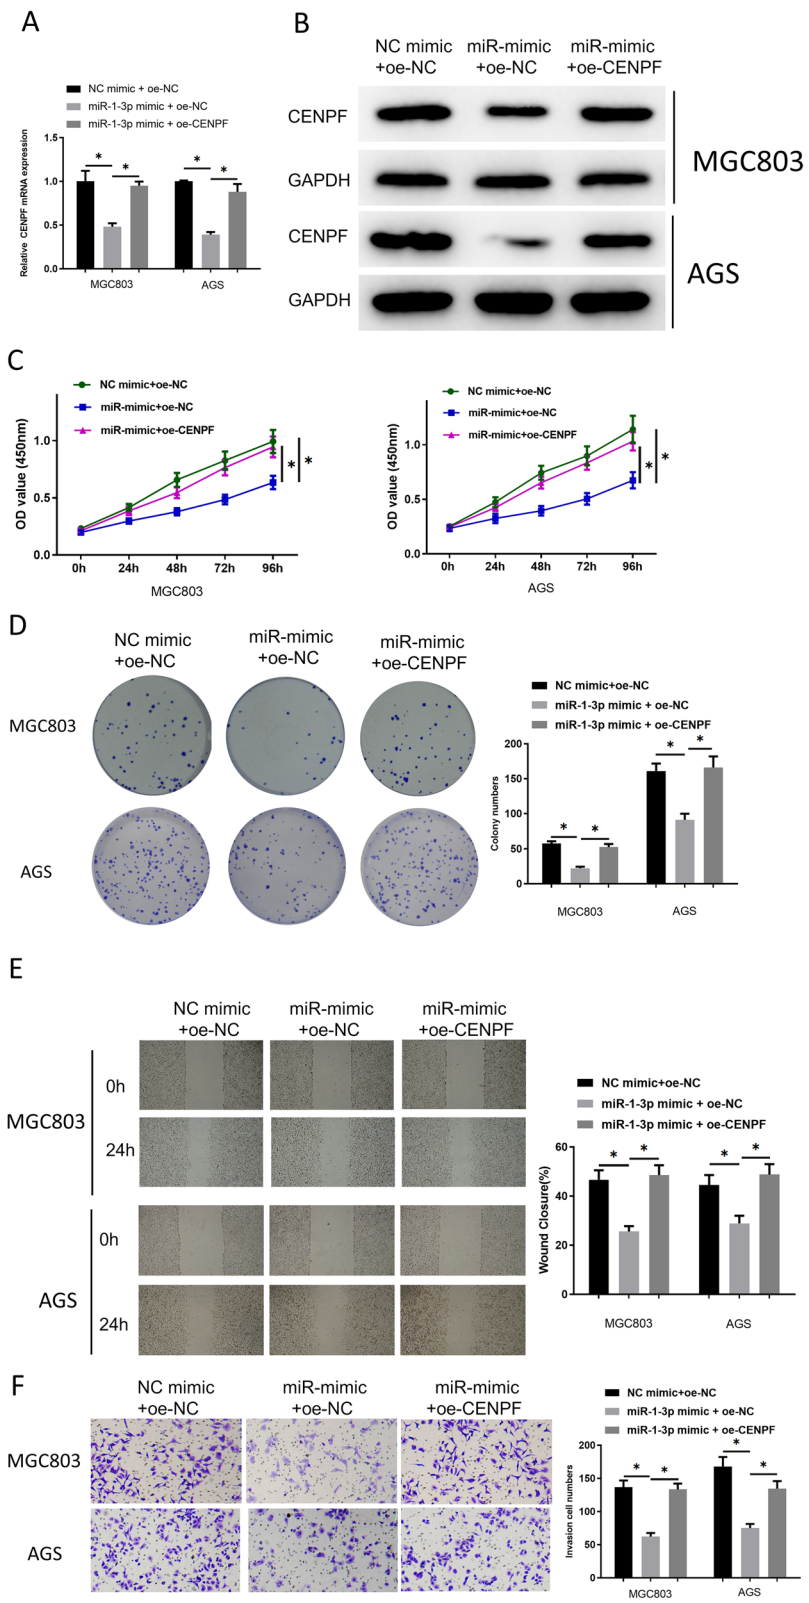 A
NC mimic + oe-NC
miR-1-3p mimic + oe-NC
miR-1-3p mimic + oe-CENPF
Relative CENPF mRNA expression
1.5
1.0
0.5
0.0
* * * *
MGC803 AGS
B
NC mimic miR-mimic miR-mimic
+oe-NC +oe-NC +oe-CENPF
CENPF
GAPDH
MGC803
CENPF
GAPDH
AGS
C
NC mimic+oe-NC
miR-mimic+oe-NC
miR-mimic+oe-CENPF
OD value (450nm)
1.0
0.5
0.0
* *
0h 24h 48h 72h 96h
MGC803
NC mimic+oe-NC
miR-mimic+oe-NC
miR-mimic+oe-CENPF
OD value (450nm)
1.0
0.5
0.0
* *
0h 24h 48h 72h 96h
AGS
D
NC mimic miR-mimic miR-mimic
+oe-NC +oe-NC +oe-CENPF
MGC803
AGS
NC mimic+oe-NC
miR-1-3p mimic + oe-NC
miR-1-3p mimic + oe-CENPF
Colony numbers
200
150
100
50
0
* * * *
MGC803 AGS
E
NC mimic miR-mimic miR-mimic
+oe-NC +oe-NC +oe-CENPF
MGC803
0h
24h
AGS
0h
24h
NC mimic+oe-NC
miR-1-3p mimic + oe-NC
miR-1-3p mimic + oe-CENPF
Wound Closure(%)
60
40
20
0
* * * *
MGC803 AGS
F
NC mimic miR-mimic miR-mimic
+oe-NC +oe-NC +oe-CENPF
MGC803
AGS
NC mimic+oe-NC
miR-1-3p mimic + oe-NC
miR-1-3p mimic + oe-CENPF
Invasion cell numbers
200
150
100
50
0
* * * *
MGC803 AGS